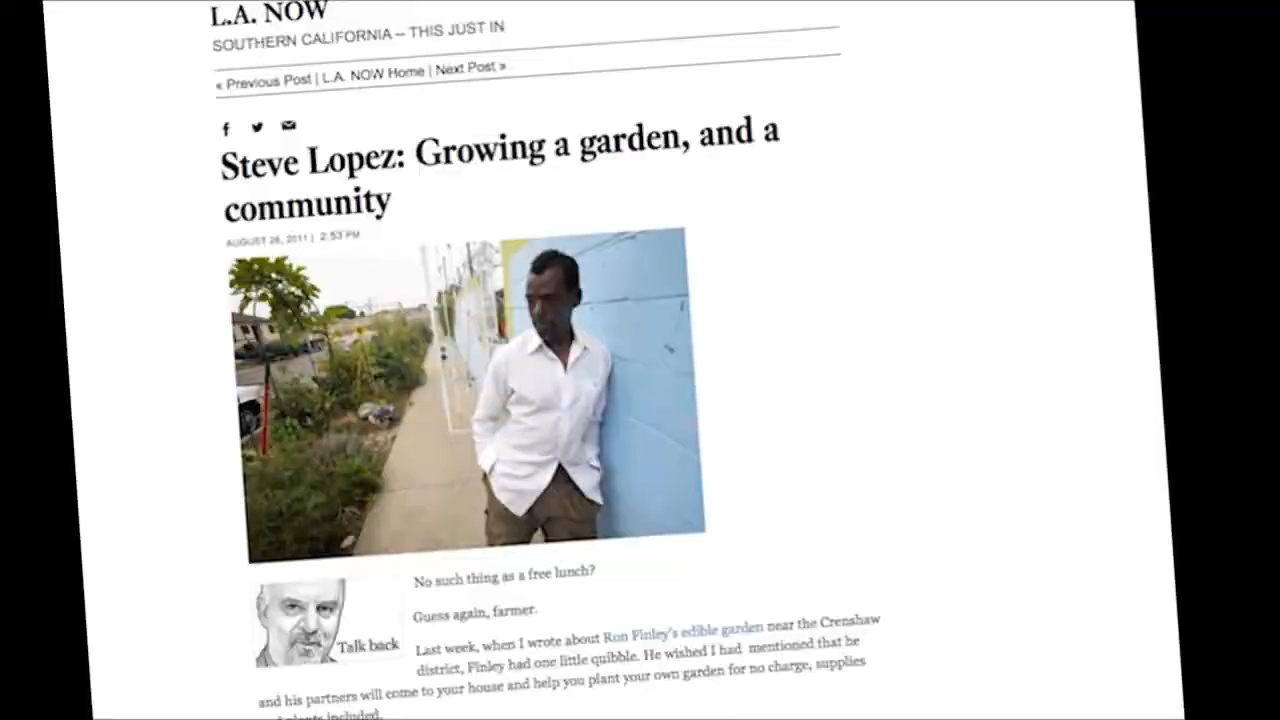 L.A. NOW
SOUTHERN CALIFORNIA -- THIS JUST IN
« Previous Post | L.A. NOW Home | Next Post »
Steve Lopez: Growing a garden, and a
community
AUGUST 26, 2011 | 2:53 PM
No such thing as a free lunch?
Guess again, farmer.
Talk back
Last week, when I wrote about Ron Finley's edible garden near the Crenshaw
district, Finley had one little quibble. He wished I had mentioned that he
and his partners will come to your house and help you plant your own garden for no charge, supplies
included.